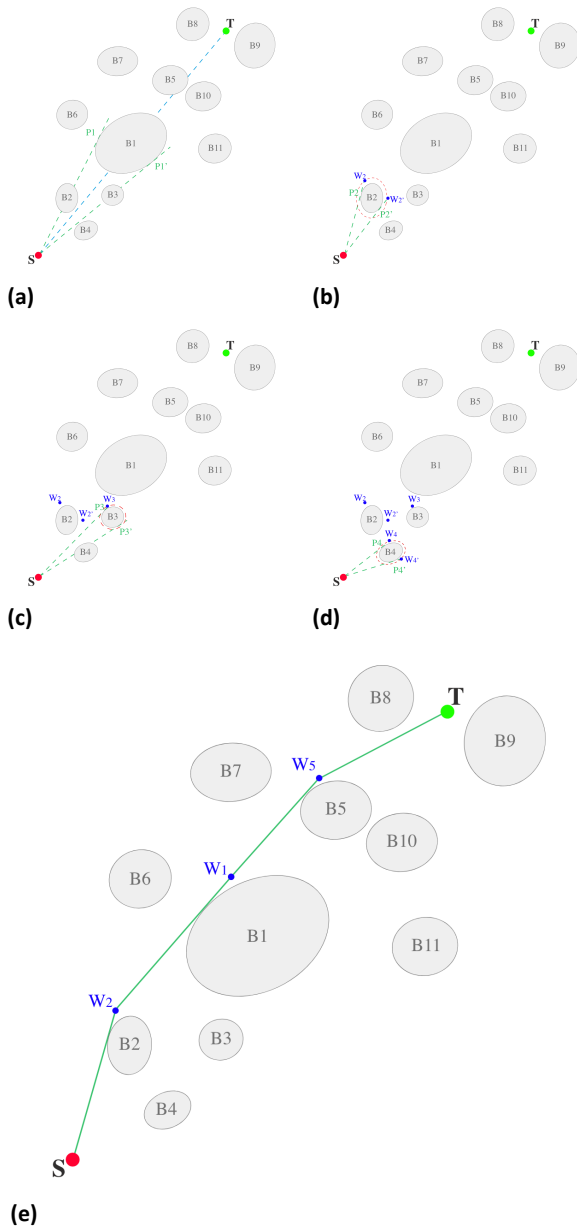 B8 T B8 T
B9 B9
B7 B7
B5 B5
B10 B10
B6 B6
P1 B1 B1
B11 B11
P1'
W2
B2 B3 P2 B2 W2' B3
P2'
B4 B4
S S
(a) (b)
B8 T B8 T
B9 B9
B7 B7
B5 B5
B10 B10
B6 B6
B1 B1
B11 B11
W2 W3 W2 W3
P3
B2 W2' B3 B2 W2' B3
P3'
W4
B4 P4 B4
W4'
S S P4'
(c) (d)
B8 T
B9
B7 W5
B5
B10
W1
B6
B1
B11
W2
B2 B3
B4
S
(e)